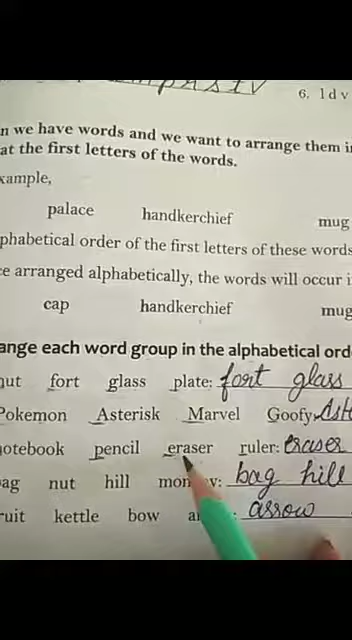 6. l d v
n we have words and we want to arrange them i
at the first letters of the words.
xample,
palace handkerchief mug
phabetical order of the first letters of these words
e arranged alphabetically, the words will occur i
cap handkerchief mug
ange each word group in the alphabetical ord
ut fort glass plate: fort glass
Pokemon Asterisk Marvel Goofy: Ast
otebook pencil eraser ruler: eraser
ag nut hill mon y: bag hill
ruit kettle bow a : arrow